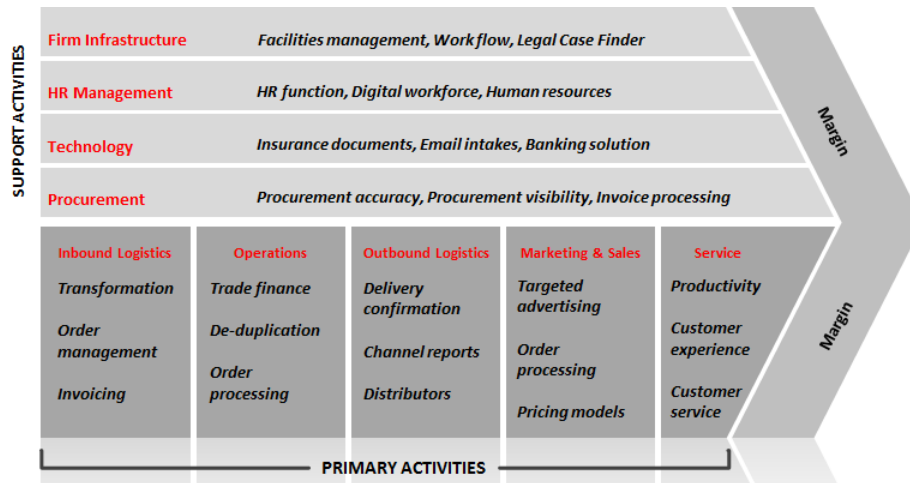 SUPPORT ACTIVITIES
Firm Infrastructure Facilities management, Work flow, Legal Case Finder
HR Management HR function, Digital workforce, Human resources
Technology Insurance documents, Email intakes, Banking solution
Procurement Procurement accuracy, Procurement visibility, Invoice processing
Margin
Inbound Logistics
Transformation
Order
management
Invoicing
Operations
Trade finance
De-duplication
Order
processing
Outbound Logistics
Delivery
confirmation
Channel reports
Distributors
Marketing & Sales
Targeted
advertising
Order
processing
Pricing models
Service
Productivity
Customer
experience
Customer
service
Margin
PRIMARY ACTIVITIES